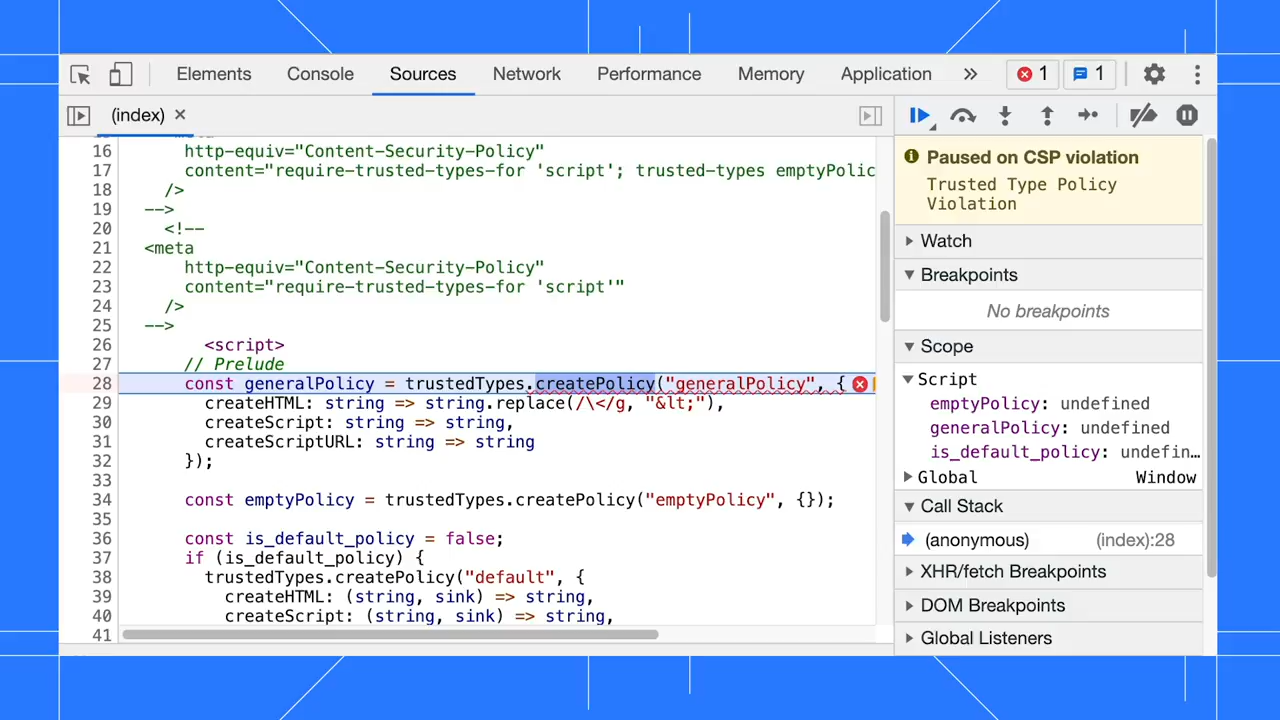 Elements Console Sources Network Performance Memory Application » 1 1
(index) ×
16 http-equiv="Content-Security-Policy"
17 content="require-trusted-types-for 'script'; trusted-types emptyPolic
18 />
19 -->
20 <!--
21 <meta
22 http-equiv="Content-Security-Policy"
23 content="require-trusted-types-for 'script'"
24 />
25 -->
26 <script>
27 // Prelude
28 const generalPolicy = trustedTypes.createPolicy("generalPolicy", {
29 createHTML: string => string.replace(/\</g, "&lt;"),
30 createScript: string => string,
31 createScriptURL: string => string
32 });
33
34 const emptyPolicy = trustedTypes.createPolicy("emptyPolicy", {});
35
36 const is_default_policy = false;
37 if (is_default_policy) {
38 trustedTypes.createPolicy("default", {
39 createHTML: (string, sink) => string,
40 createScript: (string, sink) => string,
41
Paused on CSP violation
Trusted Type Policy
Violation
Watch
Breakpoints
No breakpoints
Scope
Script
emptyPolicy: undefined
generalPolicy: undefined
is_default_policy: undefin…
Global Window
Call Stack
(anonymous) (index):28
XHR/fetch Breakpoints
DOM Breakpoints
Global Listeners